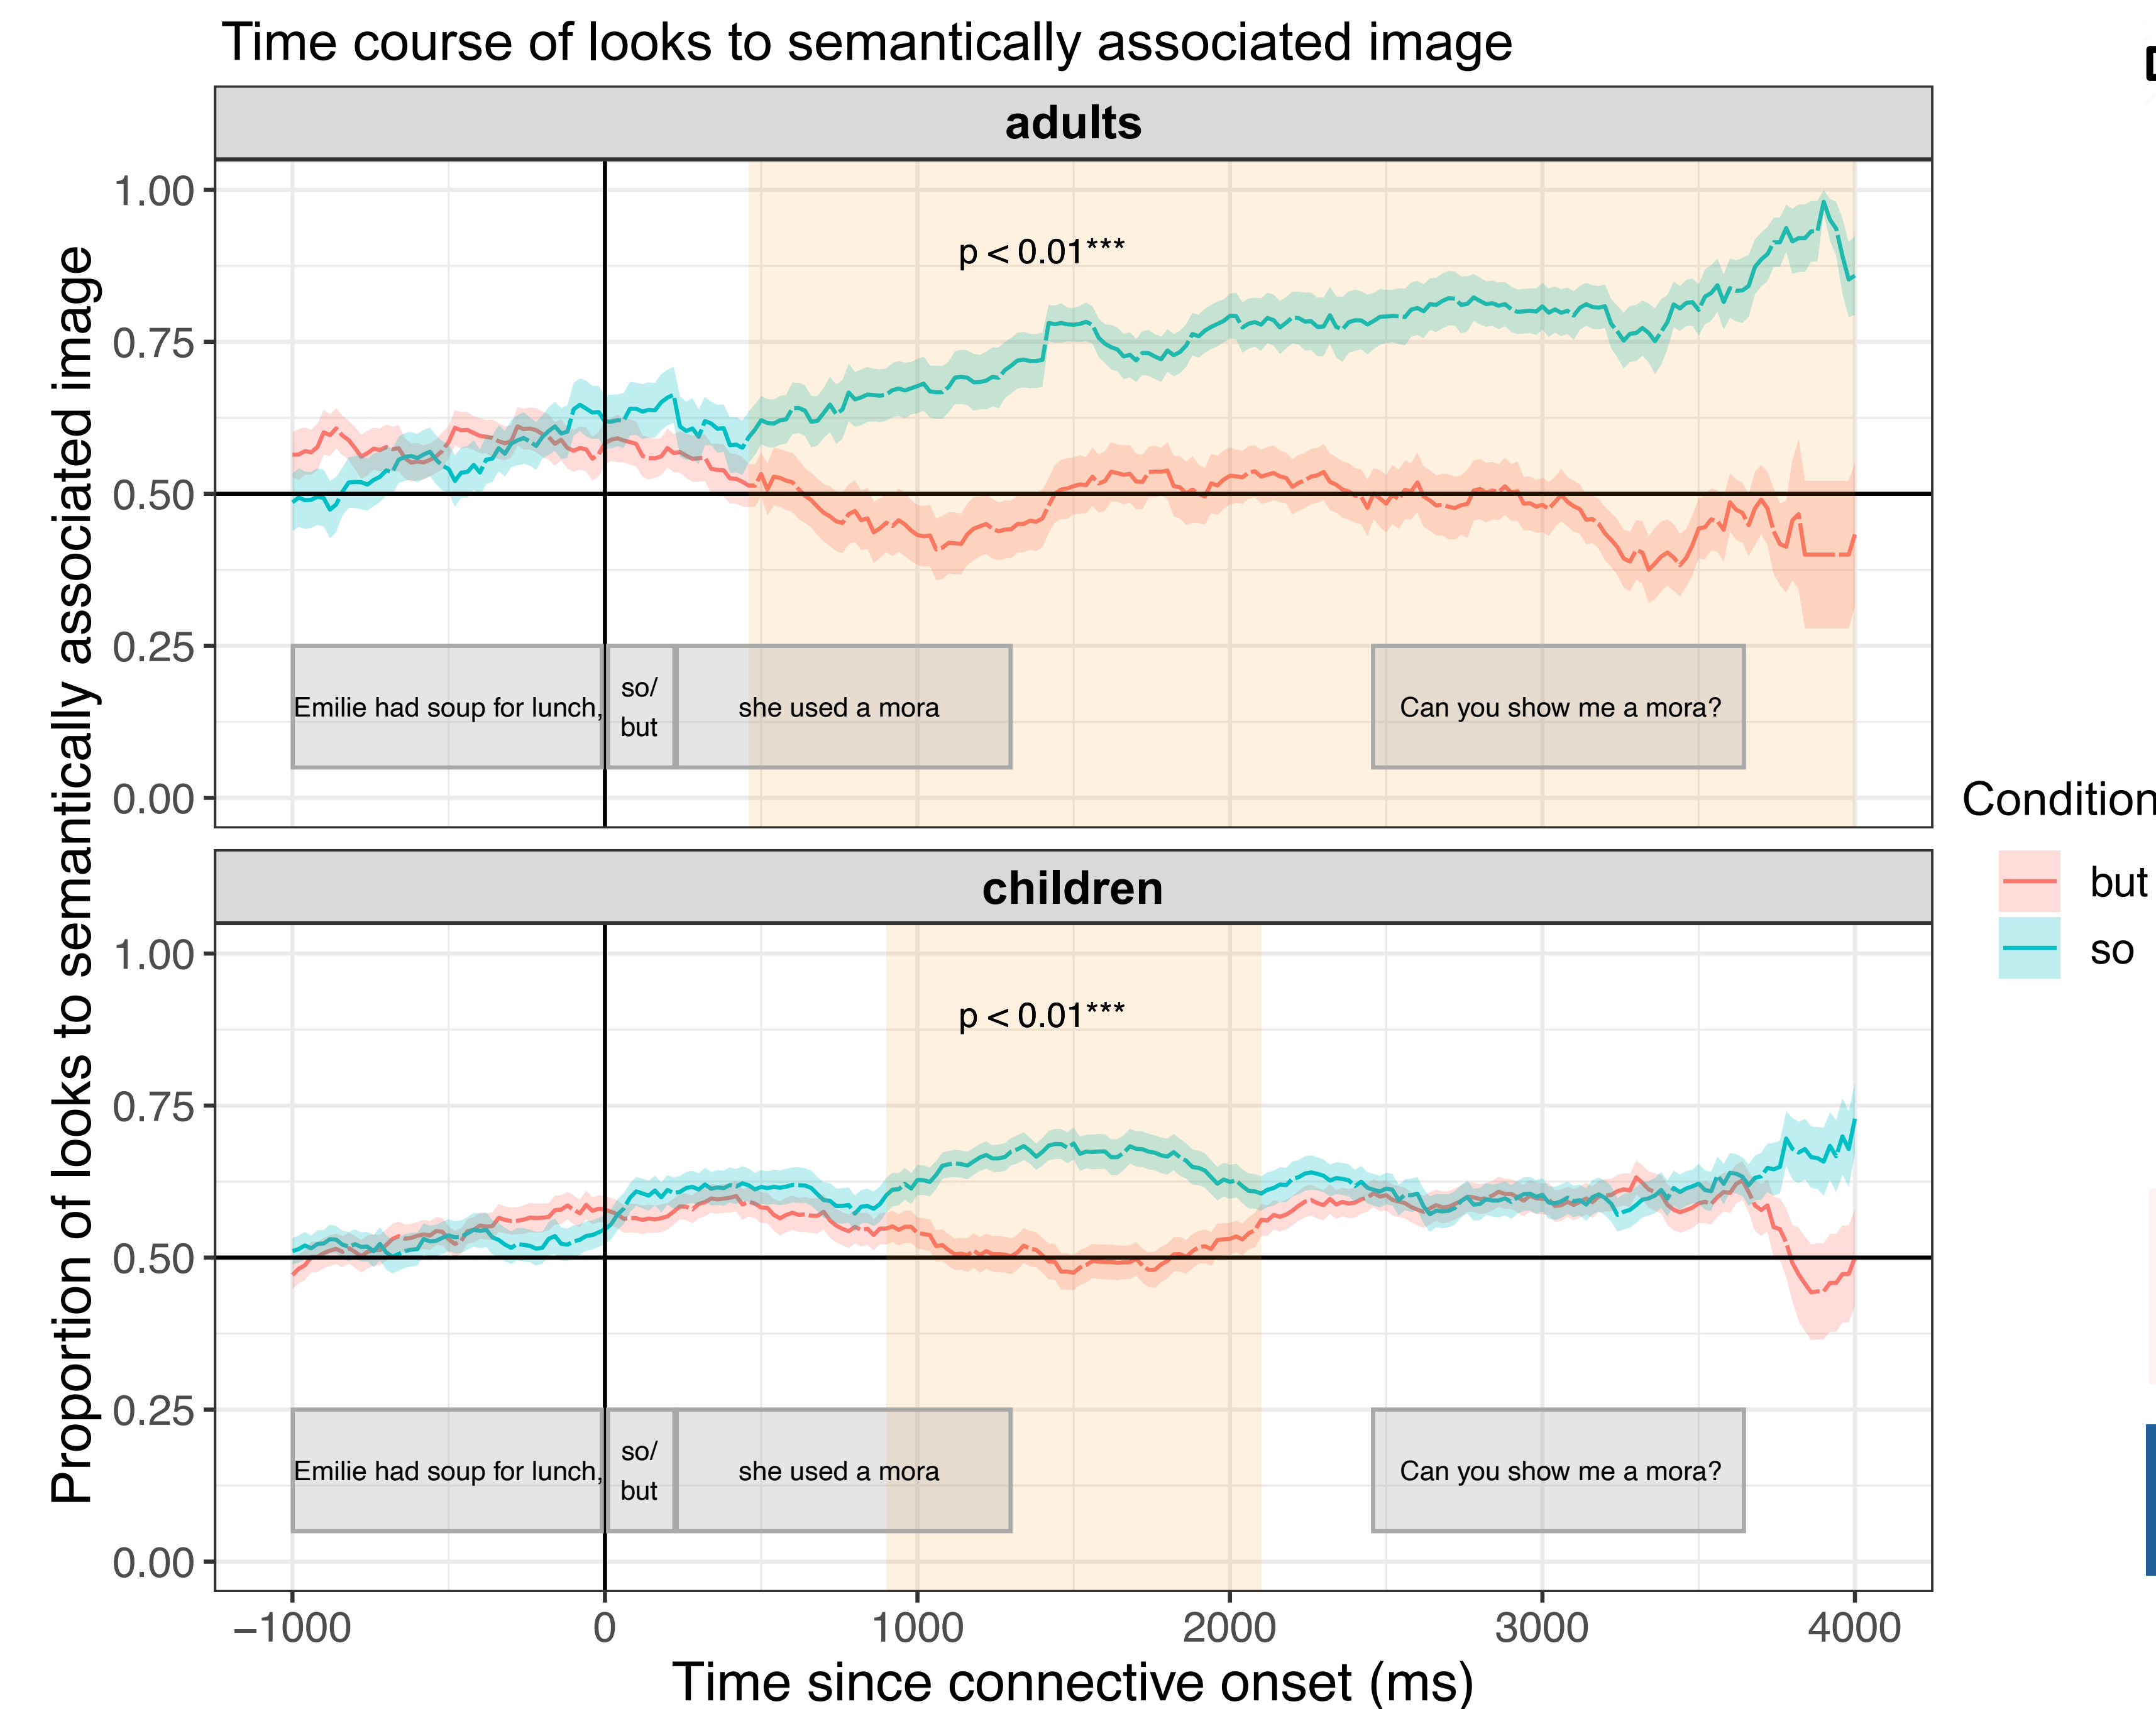 Time course of looks to semantically associated image
adults
Proportion of looks to semantically associated image
1.00
0.75
0.50
0.25
0.00
p < 0.01***
Emilie had soup for lunch,
so/
but
she used a mora
Can you show me a mora?
children
1.00
0.75
0.50
0.25
0.00
p < 0.01***
Emilie had soup for lunch,
so/
but
she used a mora
Can you show me a mora?
−1000
0
1000
2000
3000
4000
Time since connective onset (ms)
Condition
but
so